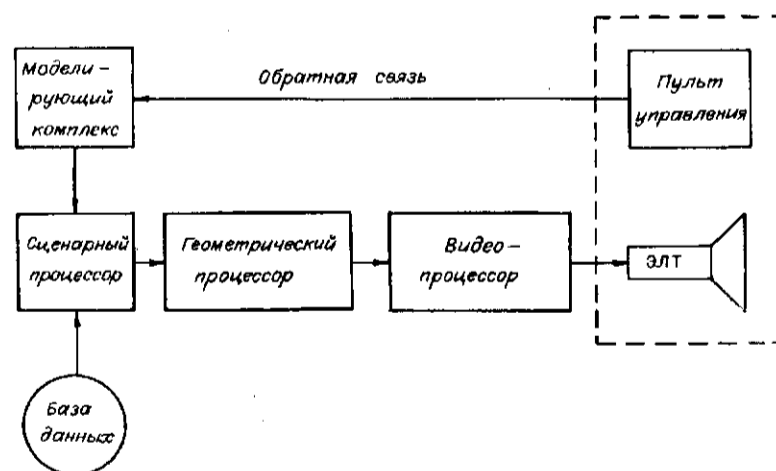 Модели-
рующий
комплекс
Обратная связь
Пульт
управления
Сценарный
процессор
Геометрический
процессор
Видео-
процессор
ЭЛТ
База
данных